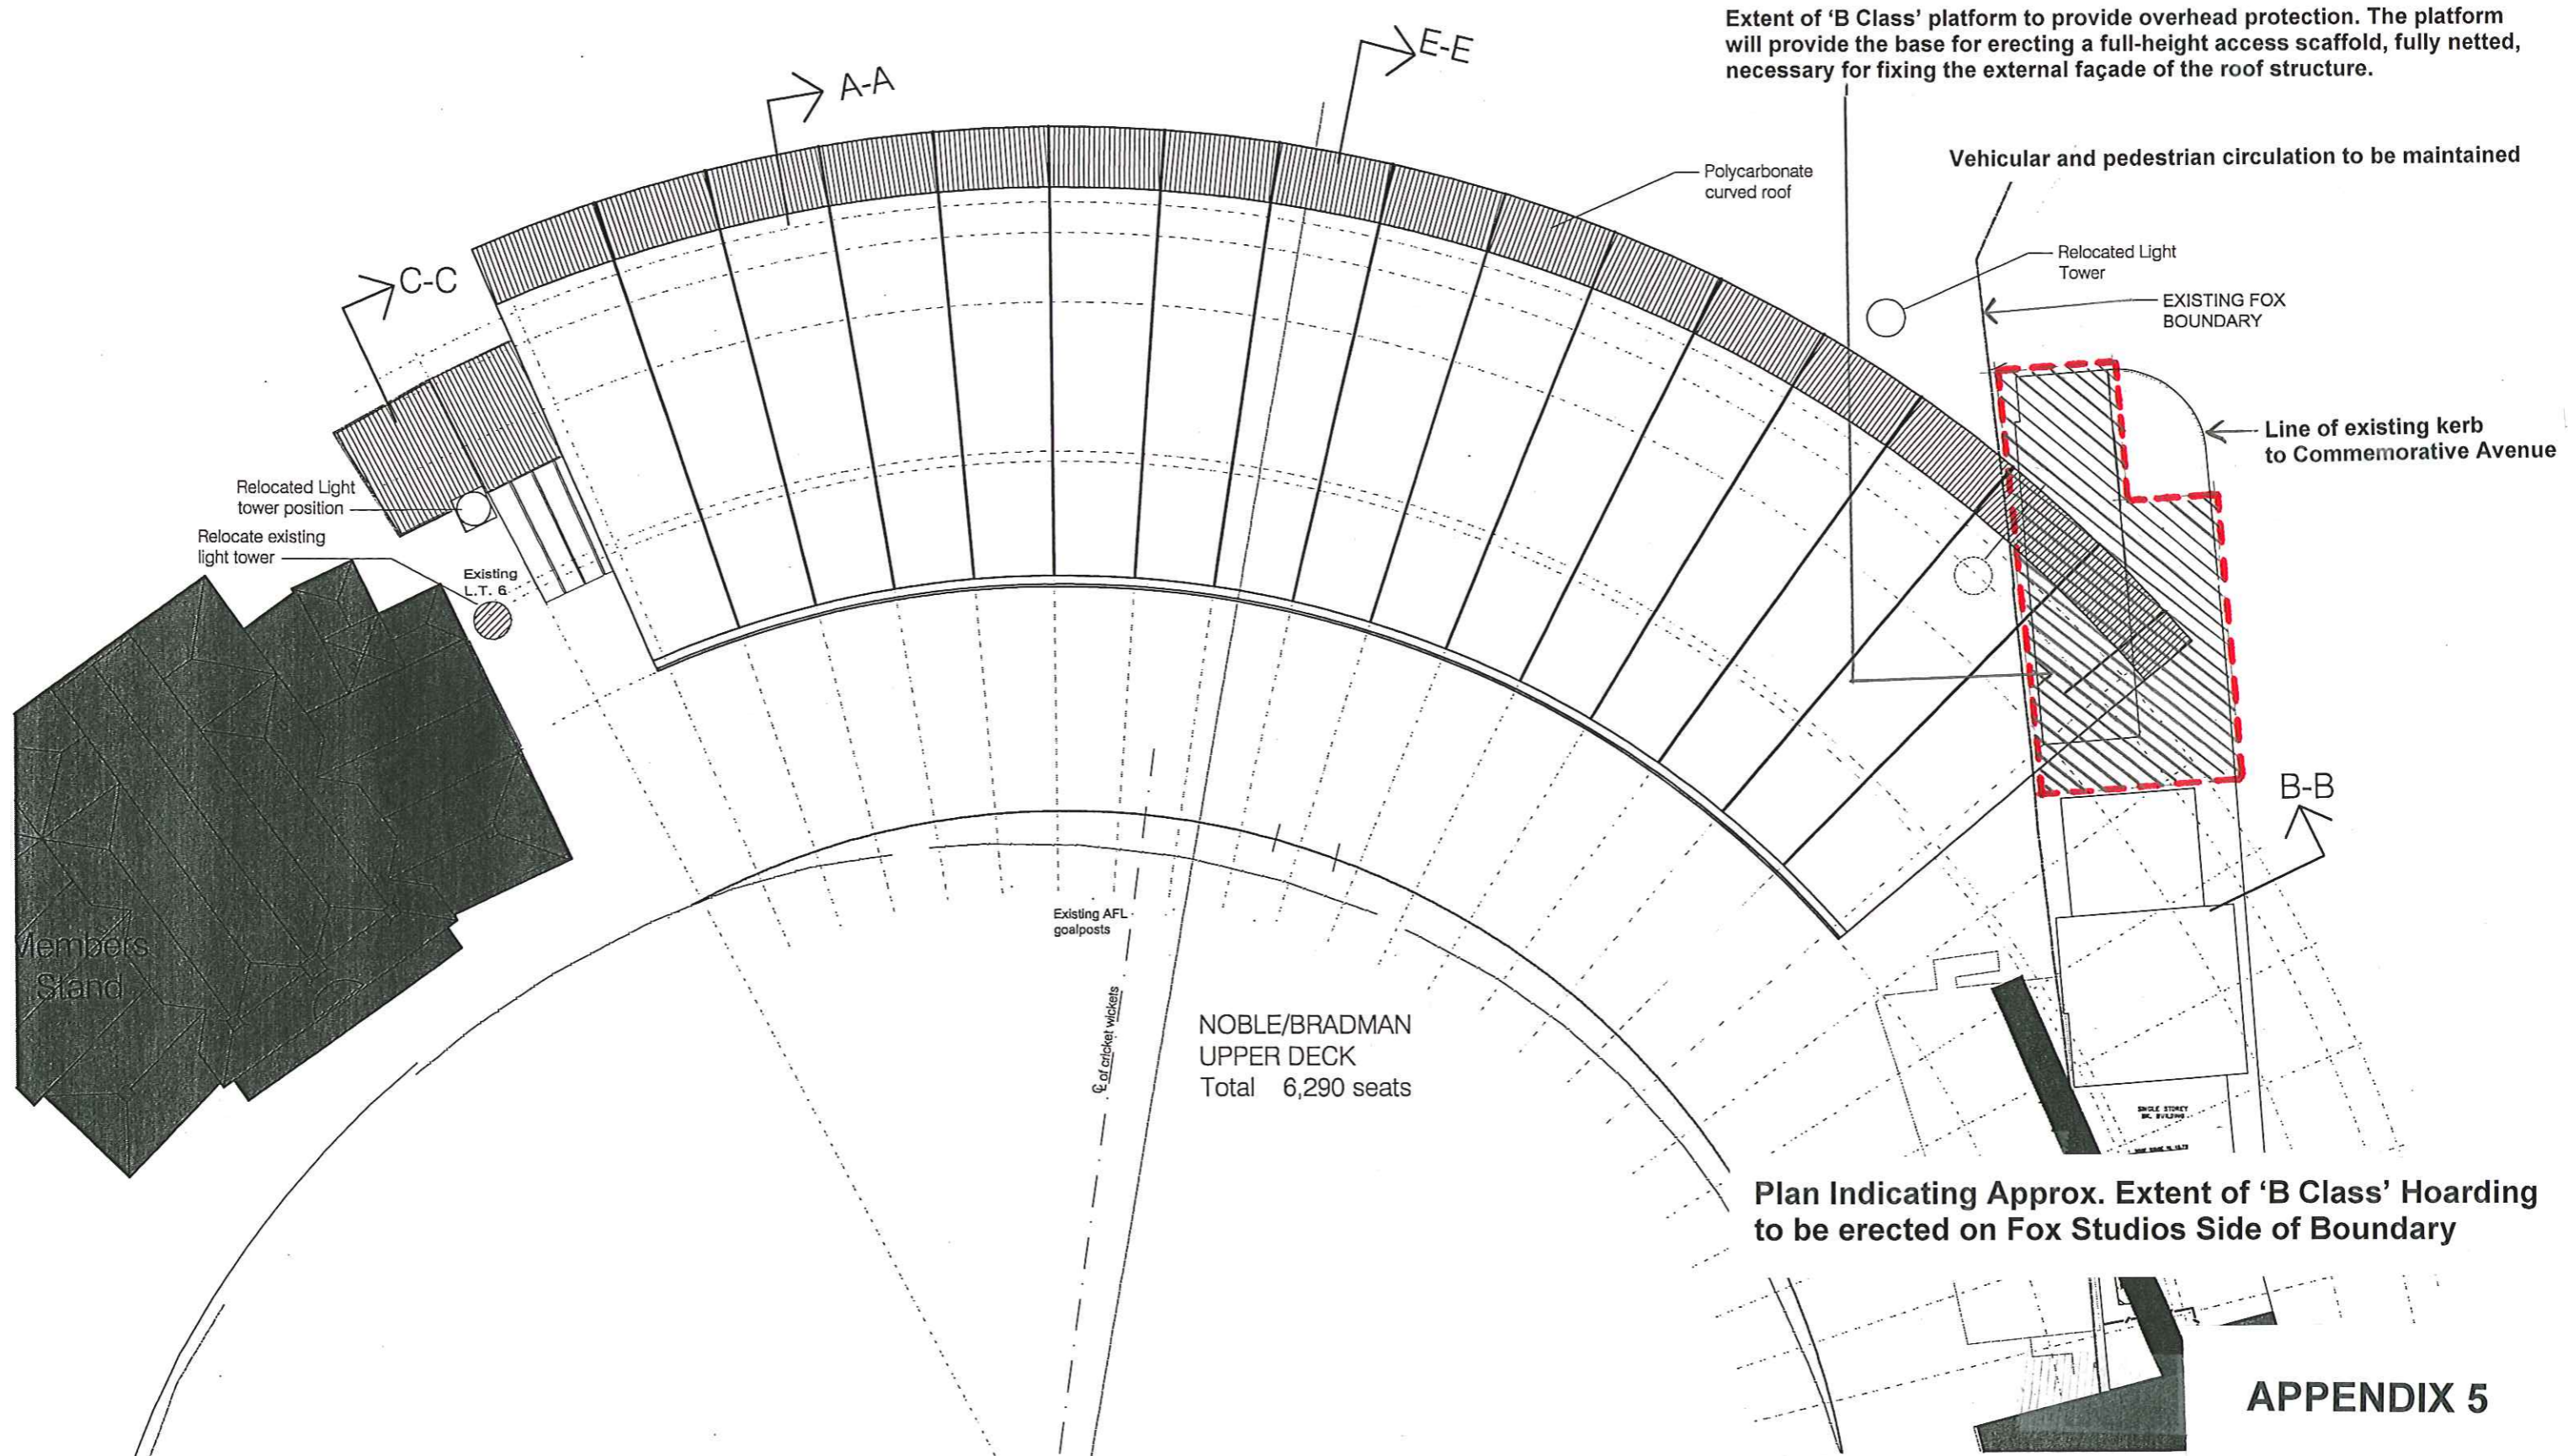 Extent of ‘B Class’ platform to provide overhead protection. The platform
will provide the base for erecting a full-height access scaffold, fully netted,
necessary for fixing the external façade of the roof structure.
E-E
A-A
Vehicular and pedestrian circulation to be maintained
Polycarbonate
curved roof
Relocated Light
Tower
C-C
EXISTING FOX
BOUNDARY
Line of existing kerb
to Commemorative Avenue
Relocated Light
tower position
Relocate existing
light tower
Existing
L.T. 6
B-B
Existing AFL
goalposts
Members
Stand
℄ of cricket wickets
NOBLE/BRADMAN
UPPER DECK
Total 6,290 seats
SINGLE STOREY
Plan Indicating Approx. Extent of ‘B Class’ Hoarding
to be erected on Fox Studios Side of Boundary
APPENDIX 5